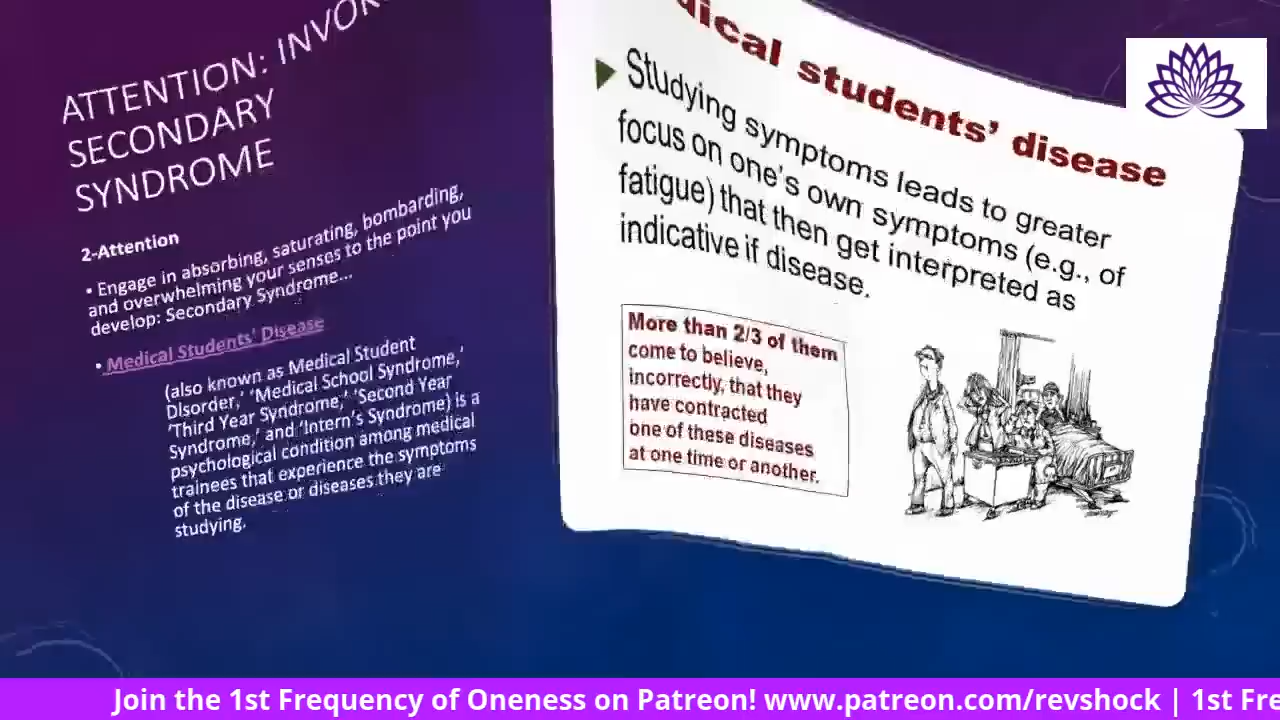 ATTENTION: INVOK
SECONDARY
SYNDROME
2-Attention
• Engage in absorbing, saturating, bombarding,
and overwhelming your senses to the point you
develop: Secondary Syndrome...
• Medical Students' Disease
(also known as Medical Student
Disorder,' 'Medical School Syndrome,'
'Third Year Syndrome,' 'Second Year
Syndrome,' and 'Intern's Syndrome) is a
psychological condition among medical
trainees that experience the symptoms
of the disease or diseases they are
studying.
dical students' disease
Studying symptoms leads to greater
focus on one's own symptoms (e.g., of
fatigue) that then get interpreted as
indicative if disease.
More than 2/3 of them
come to believe,
incorrectly, that they
have contracted
one of these diseases
at one time or another.
Join the 1st Frequency of Oneness on Patreon! www.patreon.com/revshock | 1st Fre